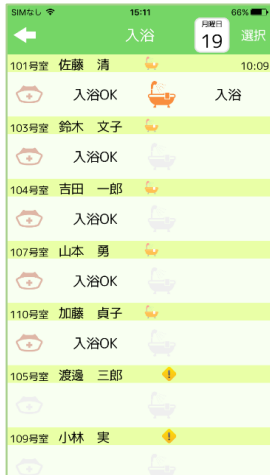 SIMなし 15:11 66%
入浴 月曜日 19 選択
101号室 佐藤 清 10:09
入浴OK 入浴
103号室 鈴木 文子
入浴OK
104号室 吉田 一郎
入浴OK
107号室 山本 勇
入浴OK
110号室 加藤 貞子
入浴OK
105号室 渡邊 三郎
109号室 小林 実